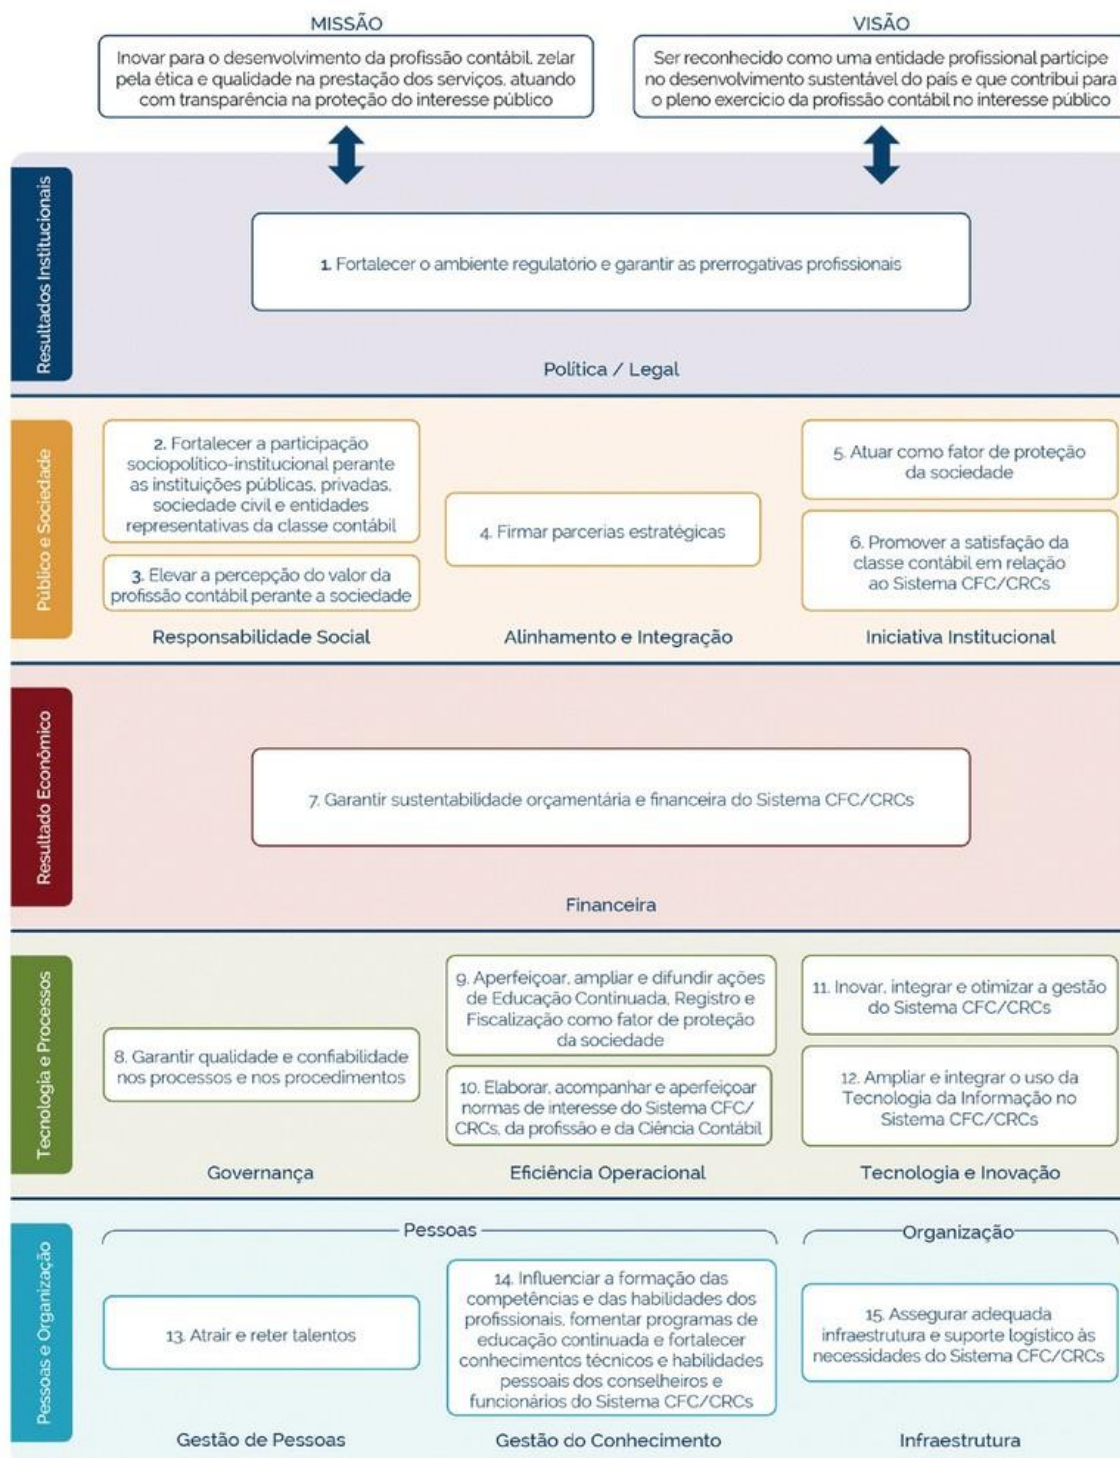 MISSÃO
Inovar para o desenvolvimento da profissão contábil, zelar
pela ética e qualidade na prestação dos serviços, atuando
com transparência na proteção do interesse público
VISÃO
Ser reconhecido como uma entidade profissional partícipe
no desenvolvimento sustentável do país e que contribui para
o pleno exercício da profissão contábil no interesse público
Resultados Institucionais
1. Fortalecer o ambiente regulatório e garantir as prerrogativas profissionais
Política / Legal
Público e Sociedade
2. Fortalecer a participação
sociopolítico-institucional perante
as instituições públicas, privadas,
sociedade civil e entidades
representativas da classe contábil
3. Elevar a percepção do valor da
profissão contábil perante a sociedade
Responsabilidade Social
4. Firmar parcerias estratégicas
Alinhamento e Integração
5. Atuar como fator de proteção
da sociedade
6. Promover a satisfação da
classe contábil em relação
ao Sistema CFC/CRCs
Iniciativa Institucional
Resultado Econômico
7. Garantir sustentabilidade orçamentária e financeira do Sistema CFC/CRCs
Financeira
Tecnologia e Processos
8. Garantir qualidade e confiabilidade
nos processos e nos procedimentos
Governança
9. Aperfeiçoar, ampliar e difundir ações
de Educação Continuada, Registro e
Fiscalização como fator de proteção
da sociedade
10. Elaborar, acompanhar e aperfeiçoar
normas de interesse do Sistema CFC/
CRCs, da profissão e da Ciência Contábil
Eficiência Operacional
11. Inovar, integrar e otimizar a gestão
do Sistema CFC/CRCs
12. Ampliar e integrar o uso da
Tecnologia da Informação no
Sistema CFC/CRCs
Tecnologia e Inovação
Pessoas e Organização
Pessoas
13. Atrair e reter talentos
Gestão de Pessoas
14. Influenciar a formação das
competências e das habilidades dos
profissionais, fomentar programas de
educação continuada e fortalecer
conhecimentos técnicos e habilidades
pessoais dos conselheiros e
funcionários do Sistema CFC/CRCs
Gestão do Conhecimento
Organização
15. Assegurar adequada
infraestrutura e suporte logístico às
necessidades do Sistema CFC/CRCs
Infraestrutura